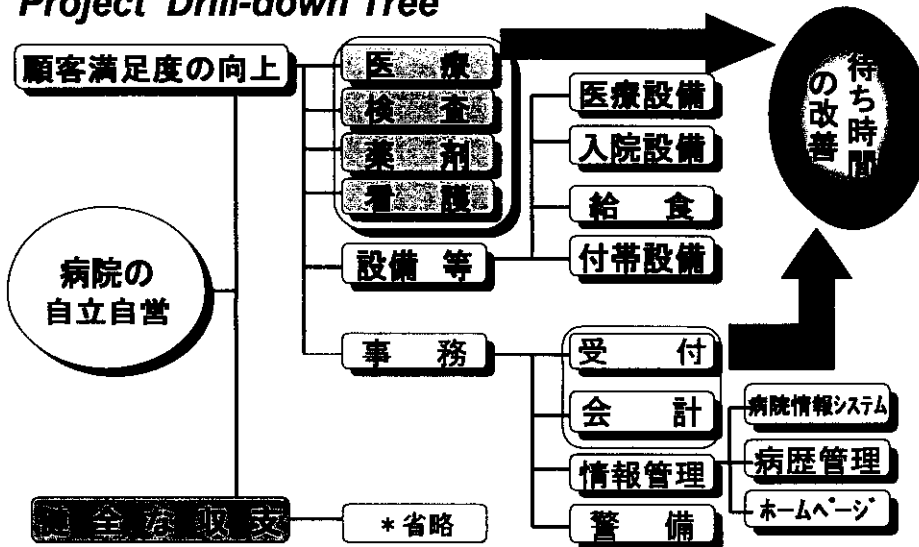 Project Drill-down Tree
顧客満足度の向上
医療
検査
薬剤
看護
設備 等
事務
医療設備
入院設備
給食
付帯設備
待ち時間
の改善
病院の
自立自営
受付
会計
情報管理
警備
病院情報システム
病歴管理
ホームページ
健全な収支
*省略